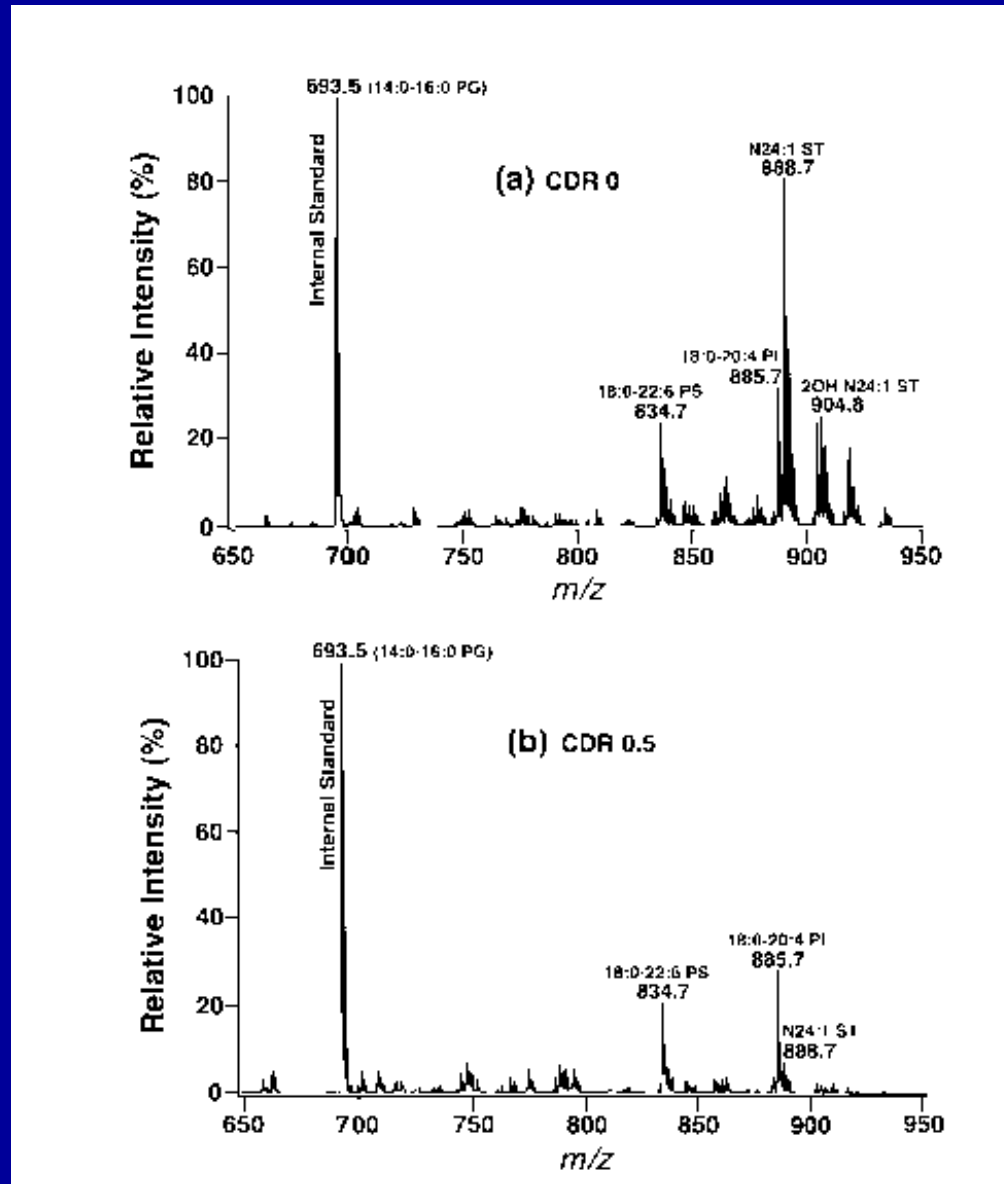 693.5 (14:0-16:0 PG)
100
80
60
40
20
0
Relative Intensity (%)
Internal Standard
(a) CDR 0
N24:1 ST
888.7
18:0-20:4 PI
885.7
18:0-22:6 PS
834.7
2OH N24:1 ST
904.8
650 700 750 800 850 900 950
m/z
693.5 (14:0-16:0 PG)
100
80
60
40
20
0
Relative Intensity (%)
Internal Standard
(b) CDR 0.5
18:0-20:4 PI
885.7
18:0-22:6 PS
834.7
N24:1 ST
888.7
650 700 750 800 850 900 950
m/z